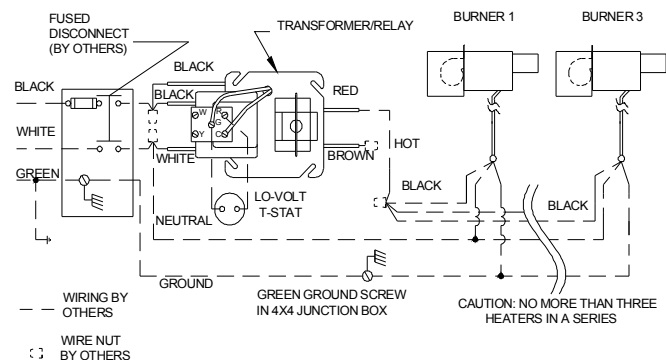 FUSED
DISCONNECT
(BY OTHERS)
TRANSFORMER/RELAY
BURNER 1
BURNER 3
BLACK
BLACK
BLACK
RED
W
R
G
Y
C
HOT
WHITE
WHITE
BROWN
GREEN
LO-VOLT
T-STAT
BLACK
BLACK
NEUTRAL
GROUND
GREEN GROUND SCREW
IN 4X4 JUNCTION BOX
CAUTION: NO MORE THAN THREE
HEATERS IN A SERIES
WIRING BY
OTHERS
WIRE NUT
BY OTHERS